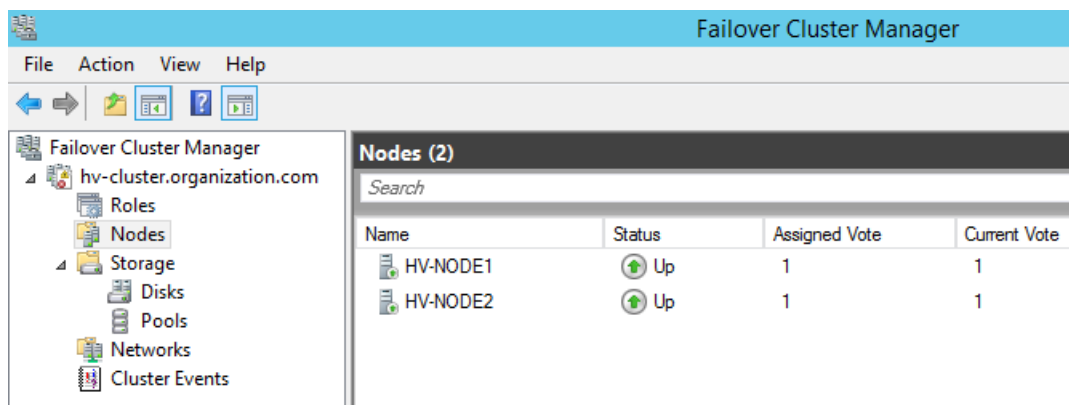 Failover Cluster Manager
File Action View Help
Failover Cluster Manager
hv-cluster.organization.com
Roles
Nodes
Storage
Disks
Pools
Networks
Cluster Events
Nodes (2)
Search
Name Status Assigned Vote Current Vote
HV-NODE1 Up 1 1
HV-NODE2 Up 1 1